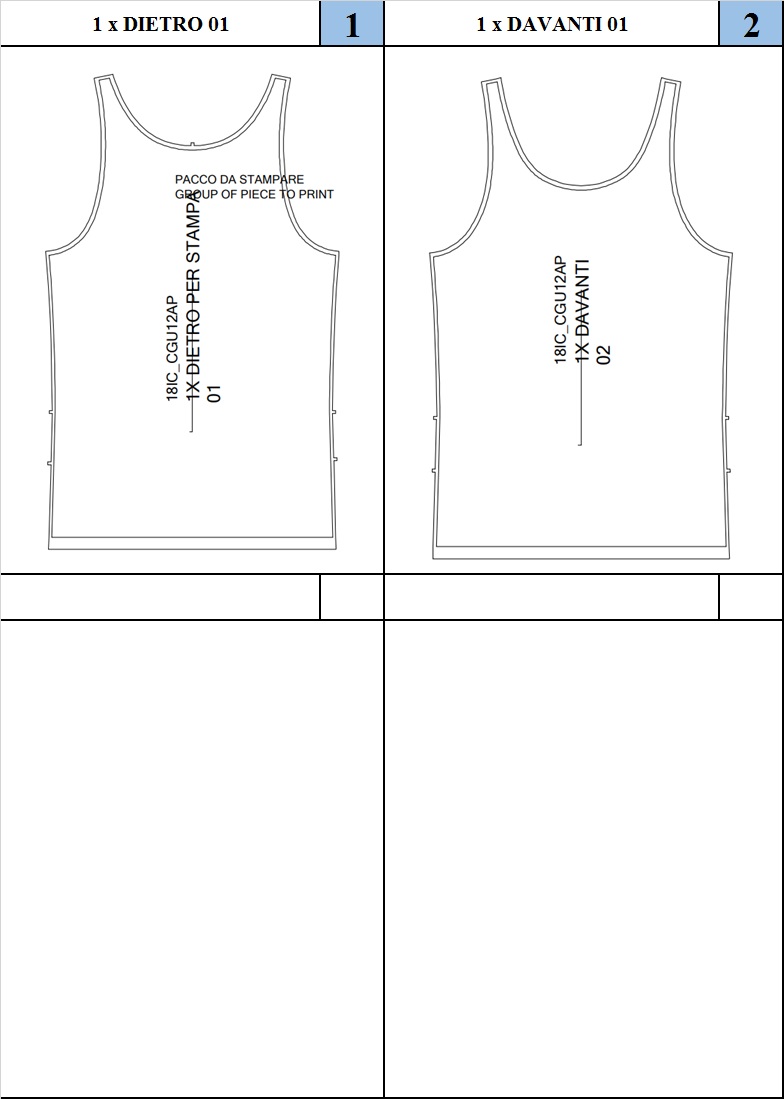 1 x DIETRO 01
1
1 x DAVANTI 01
2
PACCO DA STAMPARE
GROUP OF PIECE TO PRINT
18IC_CGU12AP
1X DIETRO PER STAMPA
01
18IC_CGU12AP
1X DAVANTI
02